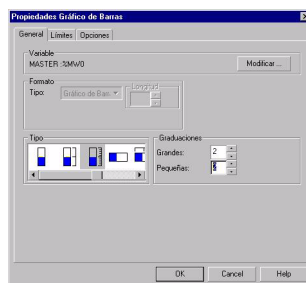 Propiedades Gráfico de Barras
General Límites Opciones
Variable
MASTER :%MW0
Modificar ...
Formato
Tipo: Gráfico de Barr
Longitud
Tipo
Graduaciones
Grandes: 2
Pequeñas:
OK Cancel Help